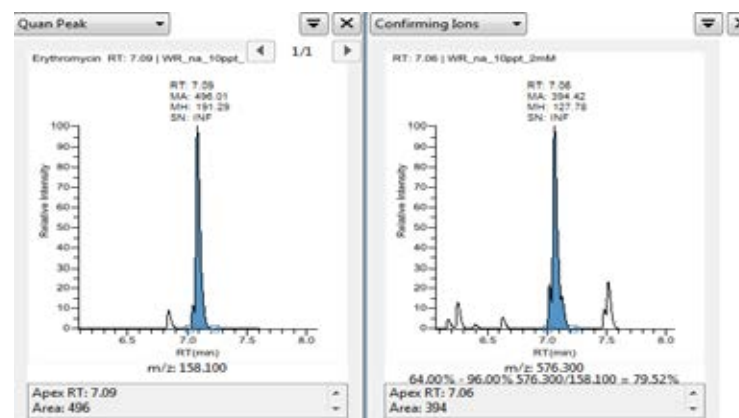 Quan Peak
Erythromycin RT: 7.09 | WR_na_10ppt_
1/1
RT: 7.09
MA: 496.01
MH: 191.29
SN: INF
Relative Intensity
100
90
80
70
60
50
40
30
20
10
0
6.5 7.0 7.5 8.0
RT(min)
m/z: 158.100
Apex RT: 7.09
Area: 496
Confirming Ions
RT: 7.06 | WR_na_10ppt_2mM
RT: 7.06
MA: 394.42
MH: 127.78
SN: INF
Relative Intensity
100
90
80
70
60
50
40
30
20
10
0
6.5 7.0 7.5 8.0
RT(min)
m/z: 576.300
64.00% - 96.00% 576.300/158.100 = 79.52%
Apex RT: 7.06
Area: 394